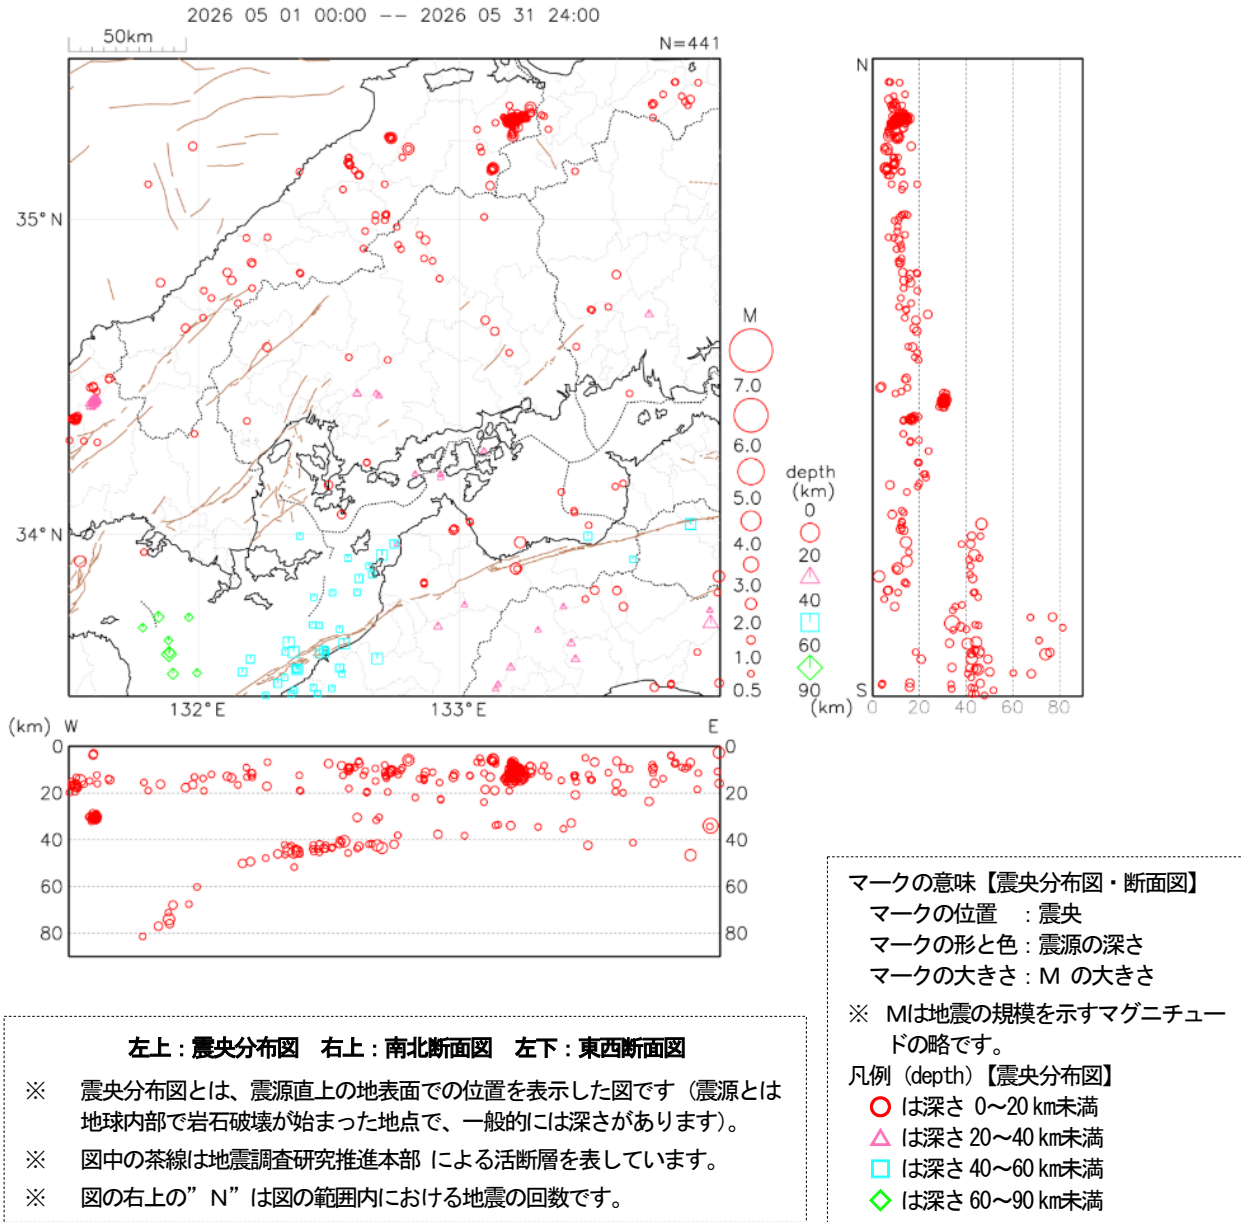 2026 05 01 00:00 -- 2026 05 31 24:00
50km
N=441
35°N
34°N
132°E
133°E
M
7.0
6.0
5.0
4.0
3.0
2.0
1.0
0.5
depth
(km)
0
20
40
60
90
(km)
N
S
0 20 40 60 80
(km) W
E
0
20
40
60
80
0
20
40
60
80
左上：震央分布図 右上：南北断面図 左下：東西断面図
※ 震央分布図とは、震源直上の地表面での位置を表示した図です（震源とは
地球内部で岩石破壊が始まった地点で、一般的には深さがあります）。
※ 図中の茶線は地震調査研究推進本部 による活断層を表しています。
※ 図の右上の”N”は図の範囲内における地震の回数です。
マークの意味【震央分布図・断面図】
マークの位置 ：震央
マークの形と色：震源の深さ
マークの大きさ：M の大きさ
※ Mは地震の規模を示すマグニチュー
ドの略です。
凡例（depth）【震央分布図】
は深さ 0～20 km未満
は深さ 20～40 km未満
は深さ 40～60 km未満
は深さ 60～90 km未満